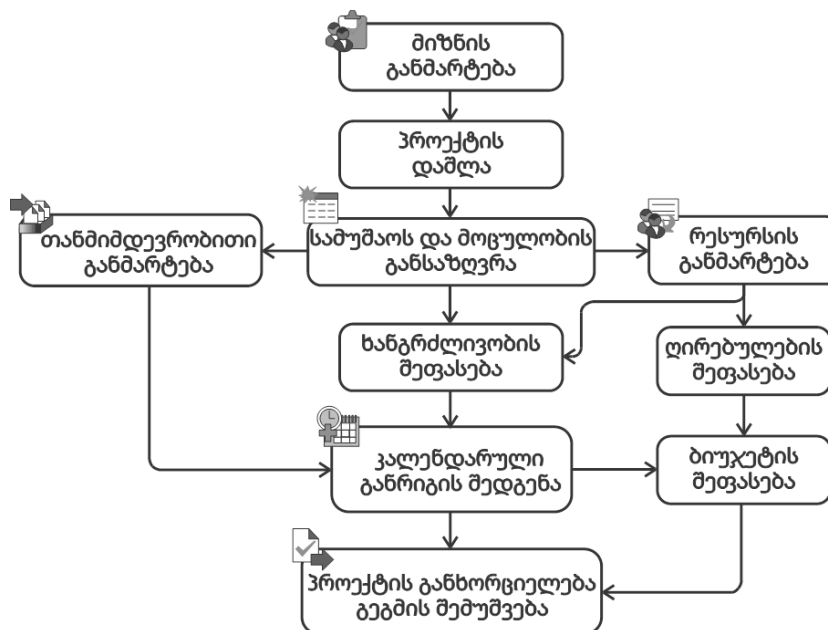 მიზნის
განმარტება
პროექტის
დაშლა
თანმიმდევრობითი
განმარტება
სამუშაოს და მოცულობის
განსაზღვრა
რესურსის
განმარტება
ხანგრძლივობის
შეფასება
ღირებულების
შეფასება
კალენდარული
განრიგის შედგენა
ბიუჯეტის
შეფასება
პროექტის განხორციელება
გეგმის შემუშვება